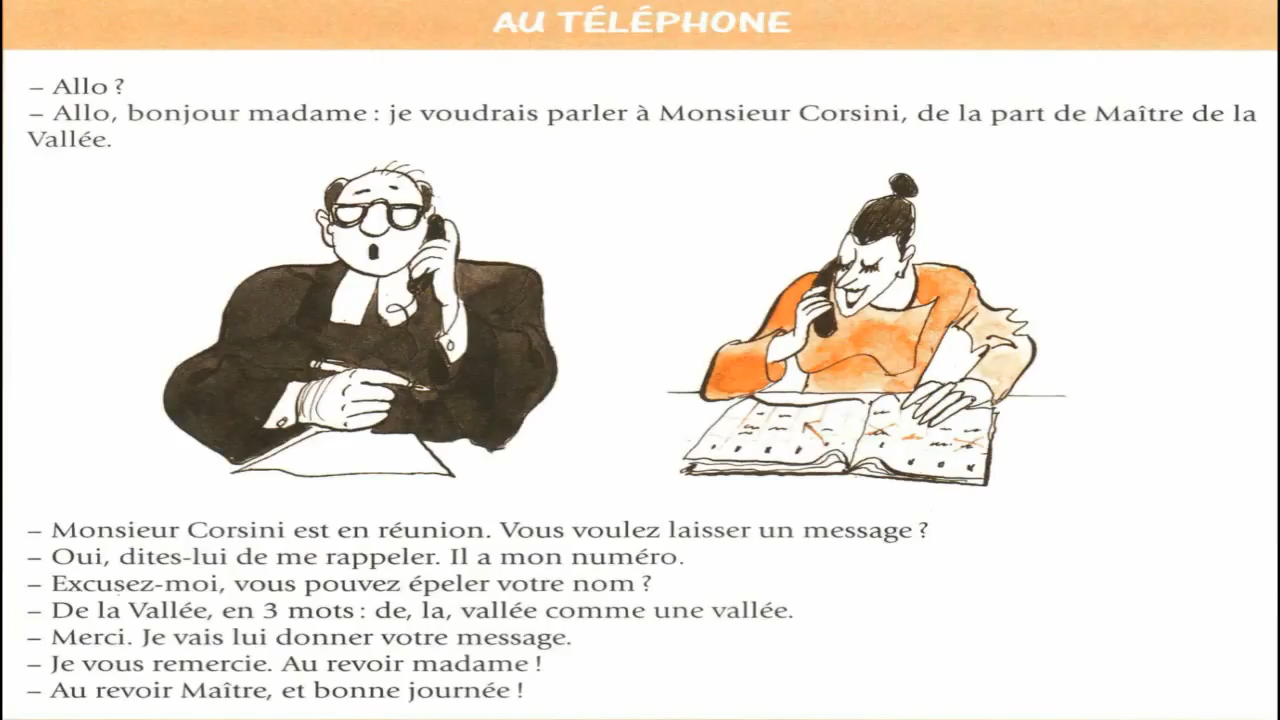 AU TÉLÉPHONE
– Allo ?
– Allo, bonjour madame : je voudrais parler à Monsieur Corsini, de la part de Maître de la
Vallée.
– Monsieur Corsini est en réunion. Vous voulez laisser un message ?
– Oui, dites-lui de me rappeler. Il a mon numéro.
– Excusez-moi, vous pouvez épeler votre nom ?
– De la Vallée, en 3 mots : de, la, vallée comme une vallée.
– Merci. Je vais lui donner votre message.
– Je vous remercie. Au revoir madame !
– Au revoir Maître, et bonne journée !